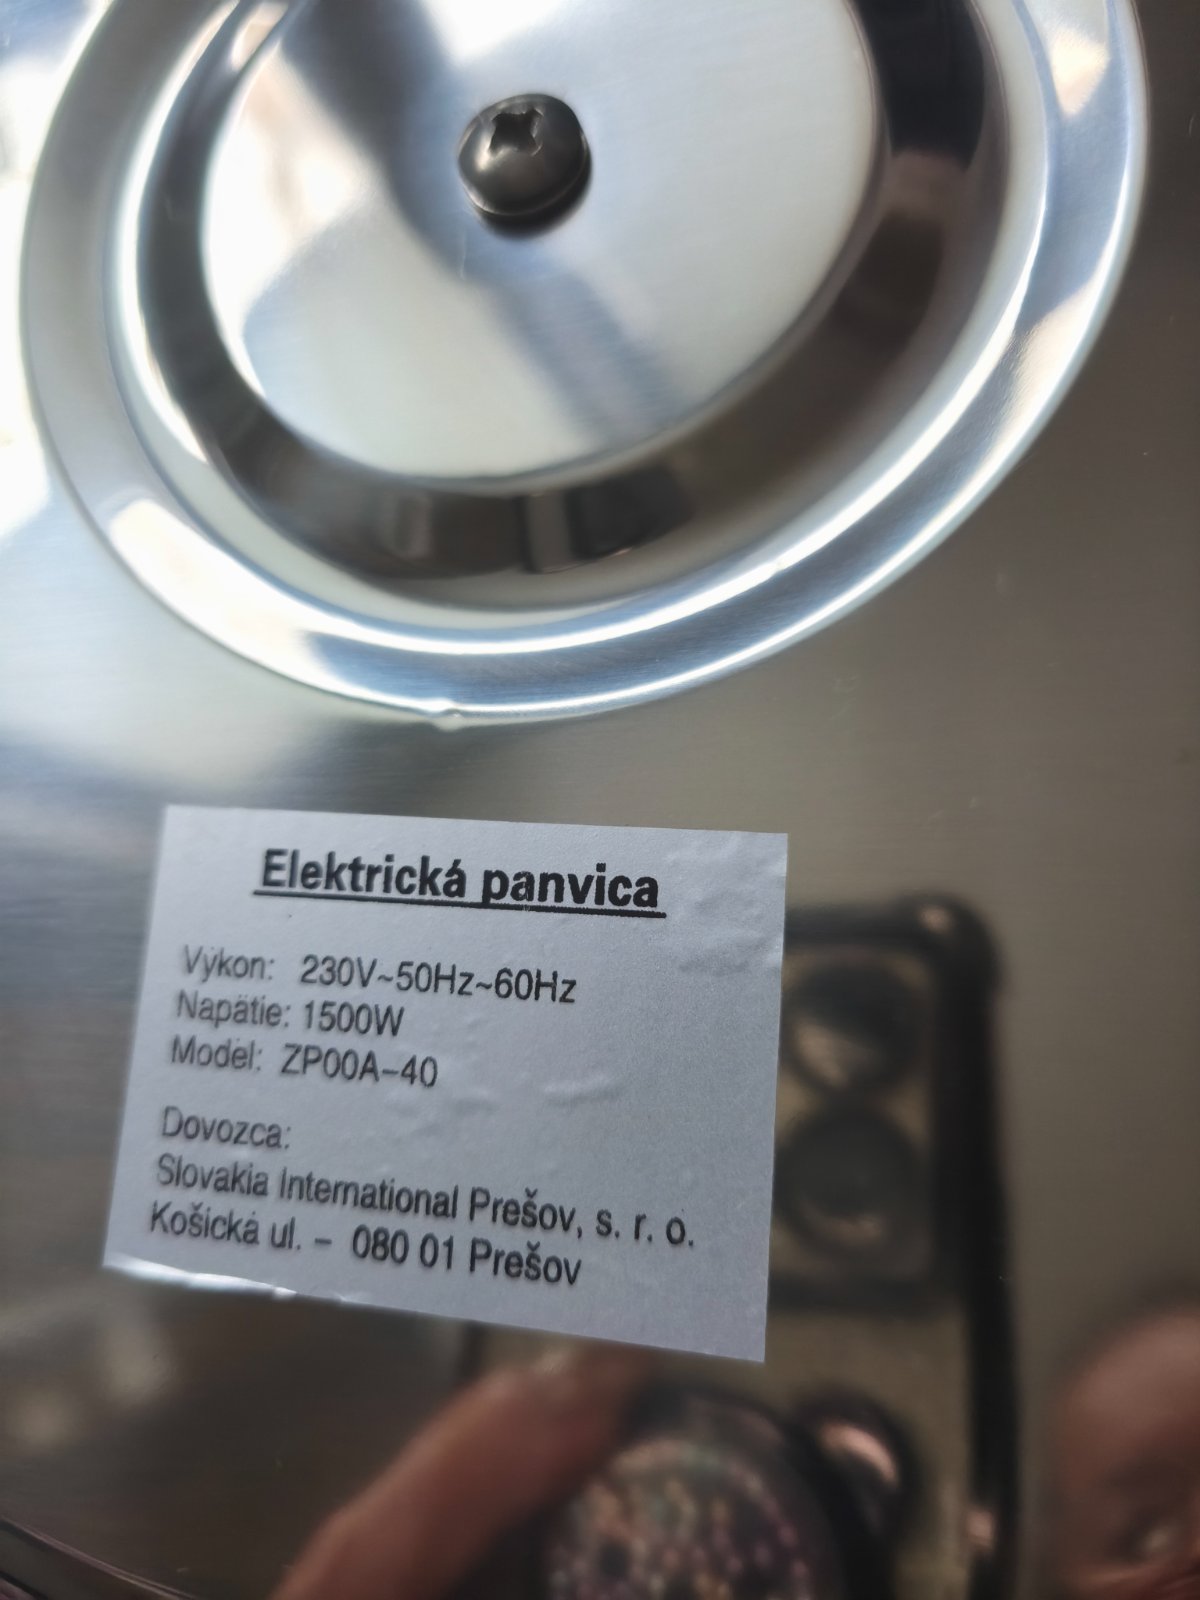 Elektrická panvica
Výkon: 230V~50Hz~60Hz
Napätie: 1500W
Model: ZP00A-40
Dovozca:
Slovakia International Prešov, s. r. o.
Košická ul. - 080 01 Prešov